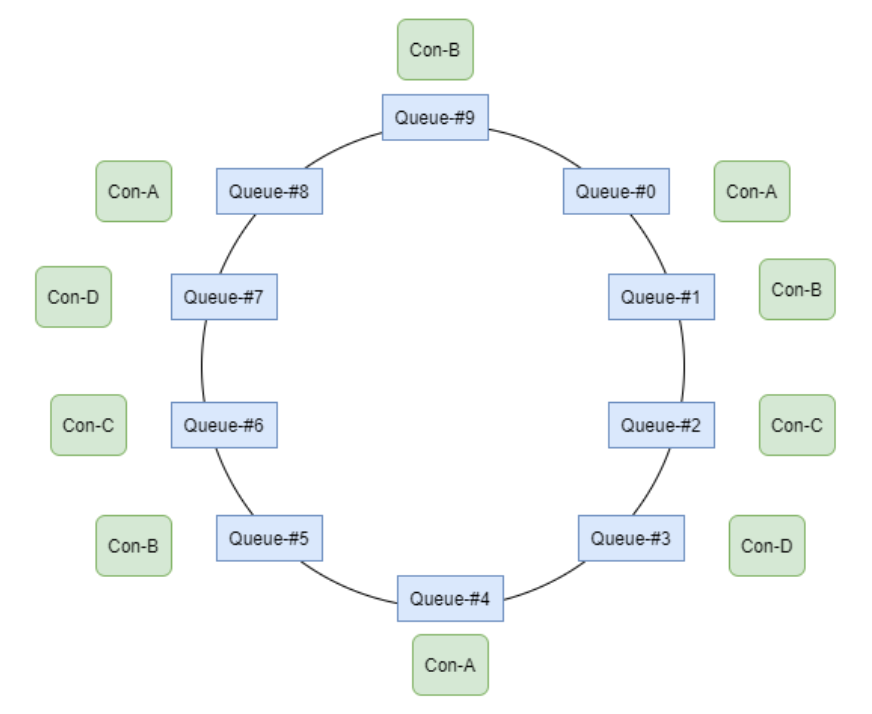 Con-B
Queue-#9
Con-A
Queue-#8
Queue-#0
Con-A
Con-D
Queue-#7
Queue-#1
Con-B
Con-C
Queue-#6
Queue-#2
Con-C
Con-B
Queue-#5
Queue-#3
Con-D
Queue-#4
Con-A